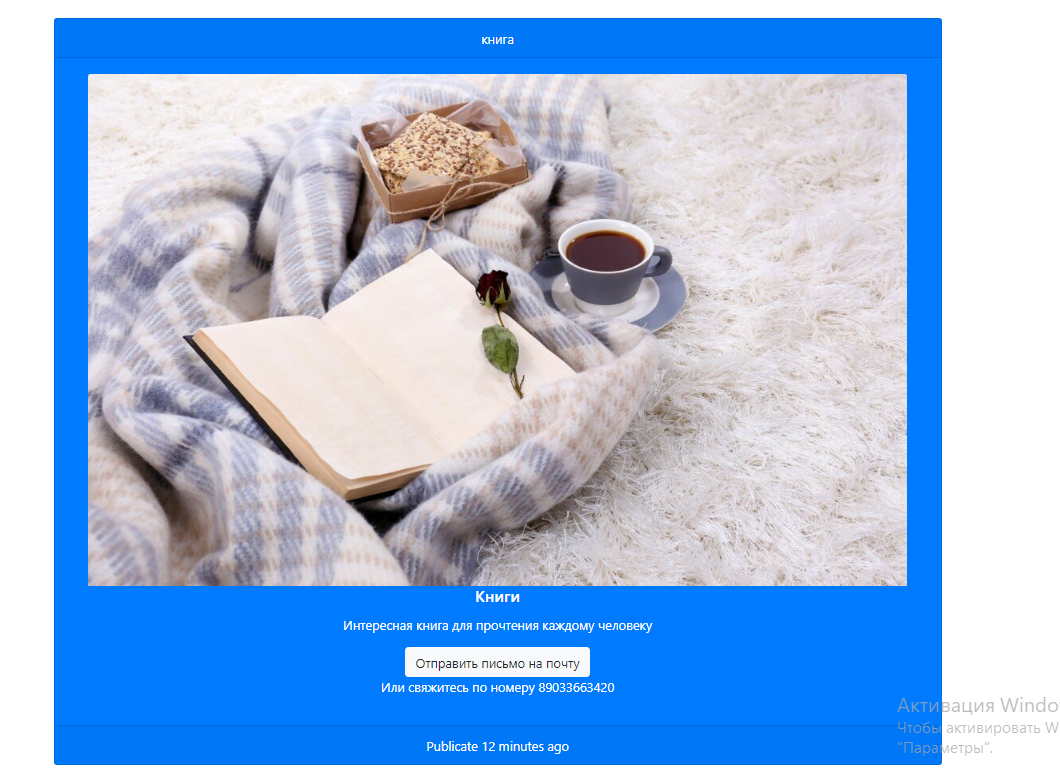 книга
Книги
Интересная книга для прочтения каждому человеку
Отправить письмо на почту
Или свяжитесь по номеру 89033663420
Активация Windo
Чтобы активировать W
"Параметры".
Publicate 12 minutes ago